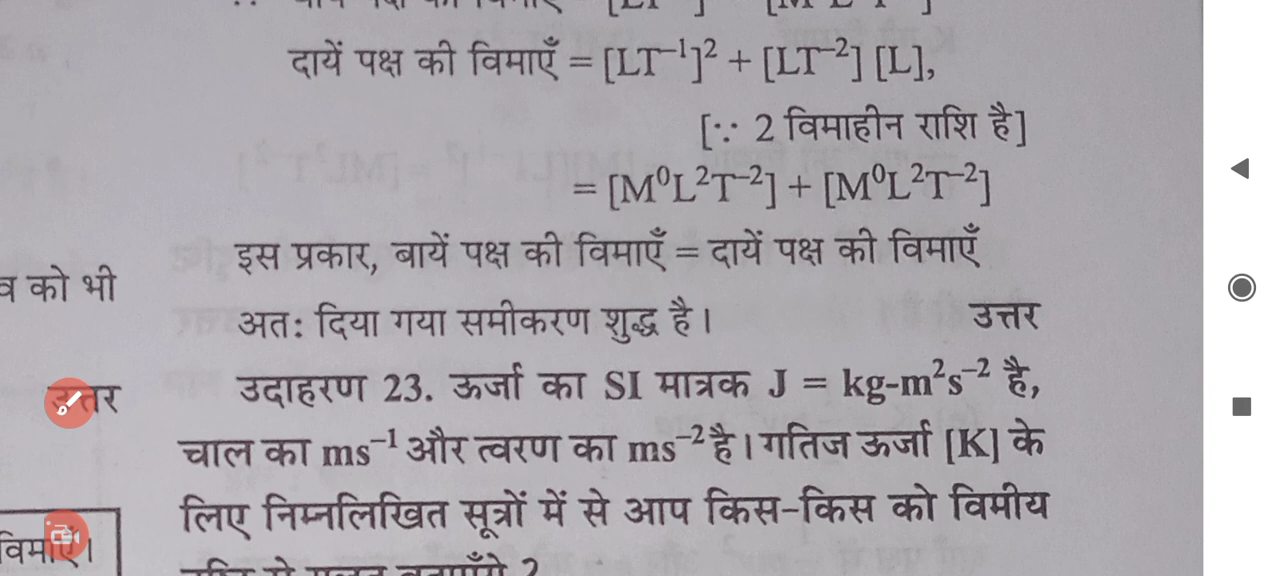 दायें पक्ष की विमाएँ = [LT⁻¹]² + [LT⁻²] [L],
[∵ 2 विमाहीन राशि है]
= [M⁰L²T⁻²] + [M⁰L²T⁻²]
इस प्रकार, बायें पक्ष की विमाएँ = दायें पक्ष की विमाएँ
को भी
अतः दिया गया समीकरण शुद्ध है। उत्तर
उदाहरण 23. ऊर्जा का SI मात्रक J = kg-m²s⁻² है,
चाल का ms⁻¹ और त्वरण का ms⁻² है। गतिज ऊर्जा [K] के
लिए निम्नलिखित सूत्रों में से आप किस-किस को विमीय